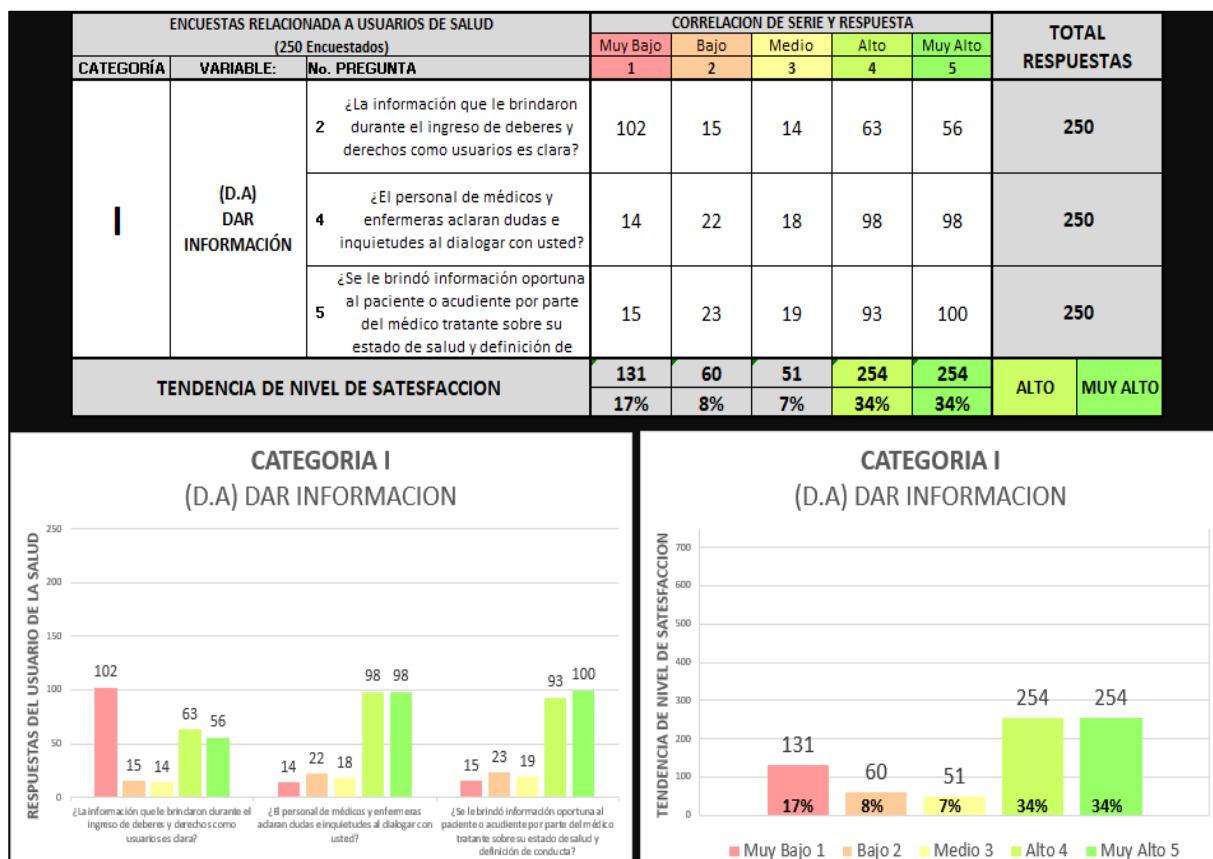 ENCUESTAS RELACIONADA A USUARIOS DE SALUD
(250 Encuestados)
CORRELACION DE SERIE Y RESPUESTA
TOTAL
RESPUESTAS
Muy Bajo Bajo Medio Alto Muy Alto
CATEGORÍA VARIABLE: No. PREGUNTA 1 2 3 4 5
I
(D.A)
DAR
INFORMACIÓN
2 ¿La información que le brindaron
durante el ingreso de deberes y
derechos como usuarios es clara?
102 15 14 63 56 250
4 ¿El personal de médicos y
enfermeras aclaran dudas e
inquietudes al dialogar con usted?
14 22 18 98 98 250
5 ¿Se le brindó información oportuna
al paciente o acudiente por parte
del médico tratante sobre su
estado de salud y definición de
15 23 19 93 100 250
TENDENCIA DE NIVEL DE SATESFACCION
131 60 51 254 254
17% 8% 7% 34% 34%
ALTO MUY ALTO
CATEGORIA I
(D.A) DAR INFORMACION
RESPUESTAS DEL USUARIO DE LA SALUD
250
200
150
100
50
0
102 15 14 63 56
14 22 18 98 98
15 23 19 93 100
¿La información que le brindaron durante el
ingreso de deberes y derechos como
usuarios es clara?
¿El personal de médicos y enfermeras
aclaran dudas e inquietudes al dialogar con
usted?
¿Se le brindó información oportuna al
paciente o acudiente por parte del médico
tratante sobre su estado de salud y
definición de conducta?
CATEGORIA I
(D.A) DAR INFORMACION
TENDENCIA DE NIVEL DE SATESFACCION
700
600
500
400
300
200
100
0
131 60 51 254 254
17% 8% 7% 34% 34%
Muy Bajo 1 Bajo 2 Medio 3 Alto 4 Muy Alto 5